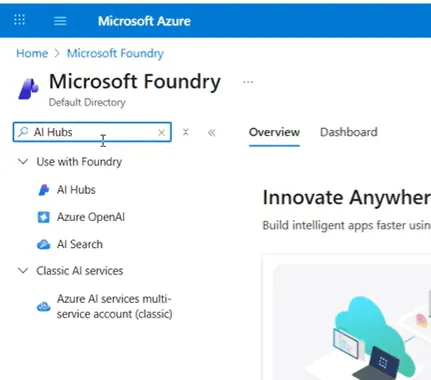 Microsoft Azure
Home > Microsoft Foundry
Microsoft Foundry ...
Default Directory
AI Hubs
Overview Dashboard
Use with Foundry
AI Hubs
Azure OpenAI
AI Search
Classic AI services
Azure AI services multi-
service account (classic)
Innovate Anywher
Build intelligent apps faster using